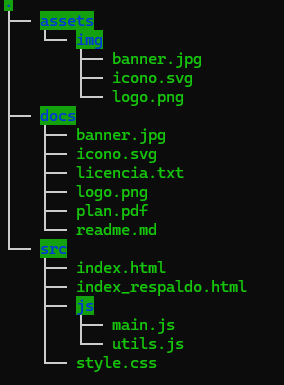 .
assets
img
banner.jpg
icono.svg
logo.png
docs
banner.jpg
icono.svg
licencia.txt
logo.png
plan.pdf
readme.md
src
index.html
index_respaldo.html
js
main.js
utils.js
style.css